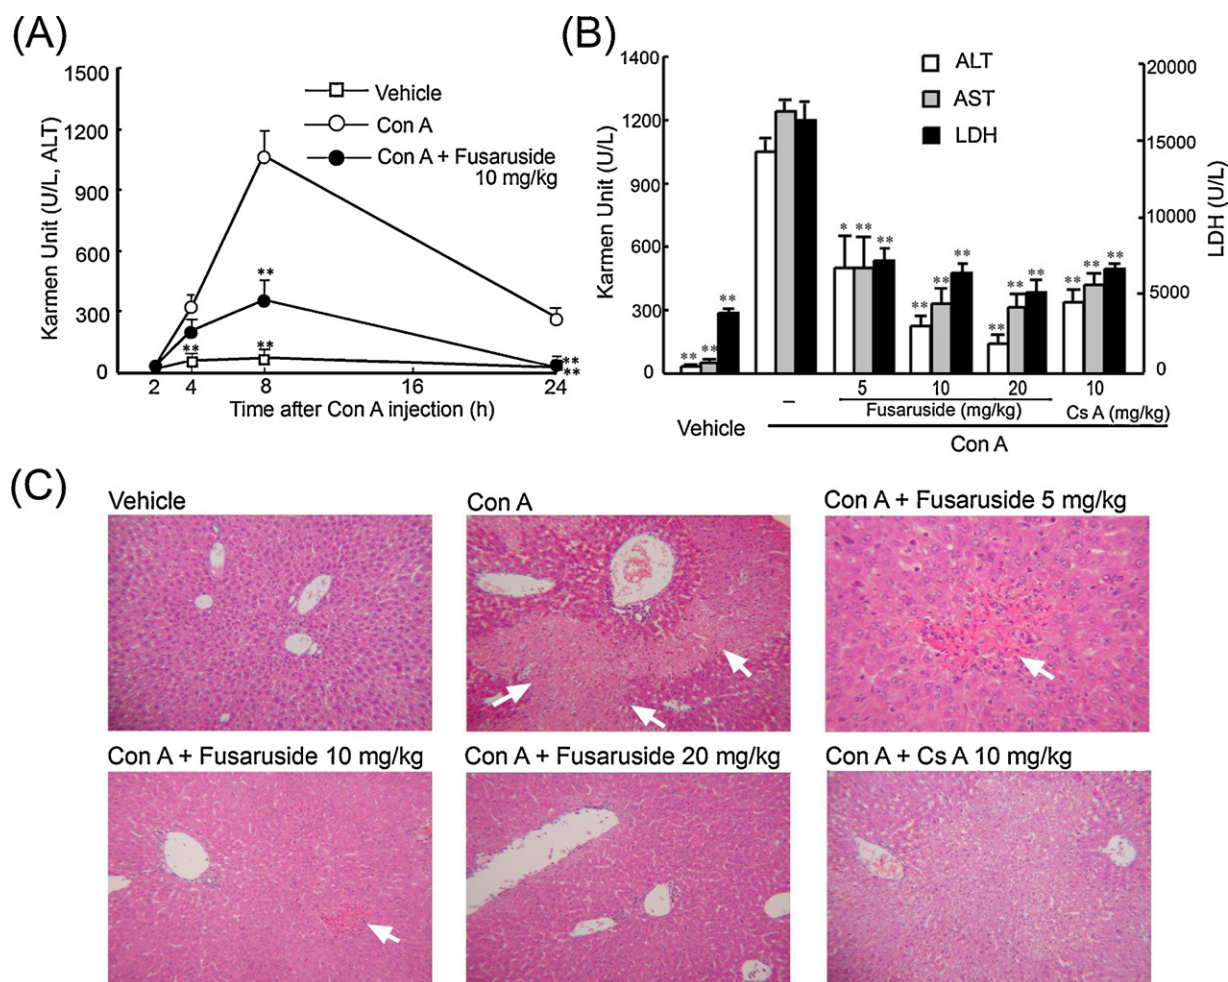 (A)
Karmen Unit (U/L, ALT)
1500
1200
900
600
300
0
Vehicle
Con A
Con A + Fusaruside
10 mg/kg
**
**
**
**
**
2 4 8 16 24
Time after Con A injection (h)
(B)
Karmen Unit (U/L)
1400
1200
900
600
300
0
ALT
AST
LDH
20000
15000
10000
5000
0
LDH (U/L)
** ** **
* ** **
** ** **
** ** **
** ** **
Vehicle
– 5 10 20 10
Fusaruside (mg/kg) Cs A (mg/kg)
Con A
(C)
Vehicle
Con A
Con A + Fusaruside 5 mg/kg
Con A + Fusaruside 10 mg/kg
Con A + Fusaruside 20 mg/kg
Con A + Cs A 10 mg/kg